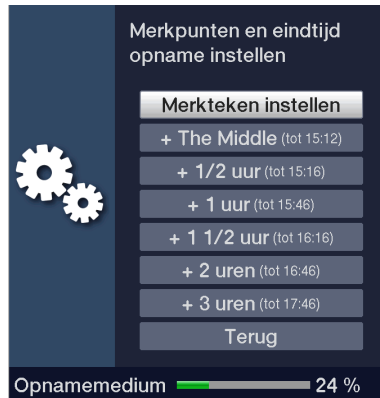 Merkpunten en eindtijd
opname instellen
Merkteken instellen
+ The Middle (tot 15:12)
+ 1/2 uur (tot 15:16)
+ 1 uur (tot 15:46)
+ 1 1/2 uur (tot 16:16)
+ 2 uren (tot 16:46)
+ 3 uren (tot 17:46)
Terug
Opnamemedium 24 %